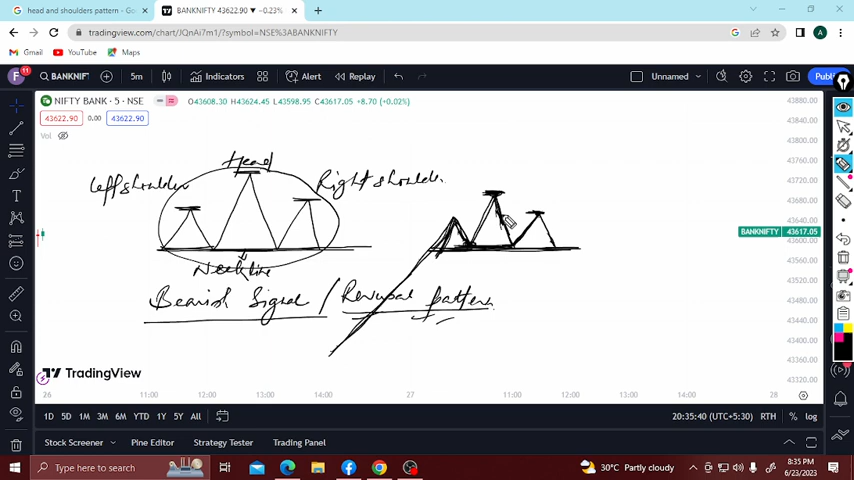 head and shoulders pattern - Go
BANKNIFTY 43622.90 ▼ −0.23%
tradingview.com/chart/JQnAi7m1/?symbol=NSE%3ABANKNIFTY
A
Gmail YouTube Maps
F 11 BANKNIFT 5m Indicators Alert Replay Unnamed Publi
NIFTY BANK · 5 · NSE O43608.30 H43624.45 L43598.95 C43617.05 +8.70 (+0.02%)
43622.90 0.00 43622.90
Vol
Head
Left shoulder
Right shoulder
Neckline
Bearish Signal / Reversal pattern
43880.00
43840.00
43800.00
43760.00
43720.00
43680.00
43640.00
BANKNIFTY 43617.05
43600.00
43560.00
43520.00
43480.00
43440.00
43400.00
43360.00
43320.00
TradingView
26 11:00 12:00 13:00 14:00 27 11:00 12:00 13:00 14:00 28
1D 5D 1M 3M 6M YTD 1Y 5Y All 20:35:40 (UTC+5:30) RTH % log
Stock Screener Pine Editor Strategy Tester Trading Panel
Type here to search 30°C Partly cloudy 8:35 PM
6/23/2023